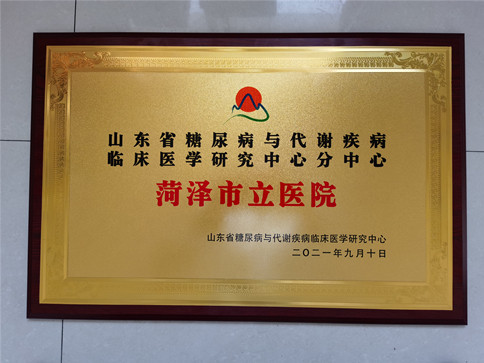 山东省糖尿病与代谢疾病
临床医学研究中心分中心
菏泽市立医院
山东省糖尿病与代谢疾病临床医学研究中心
二〇二一年九月十日